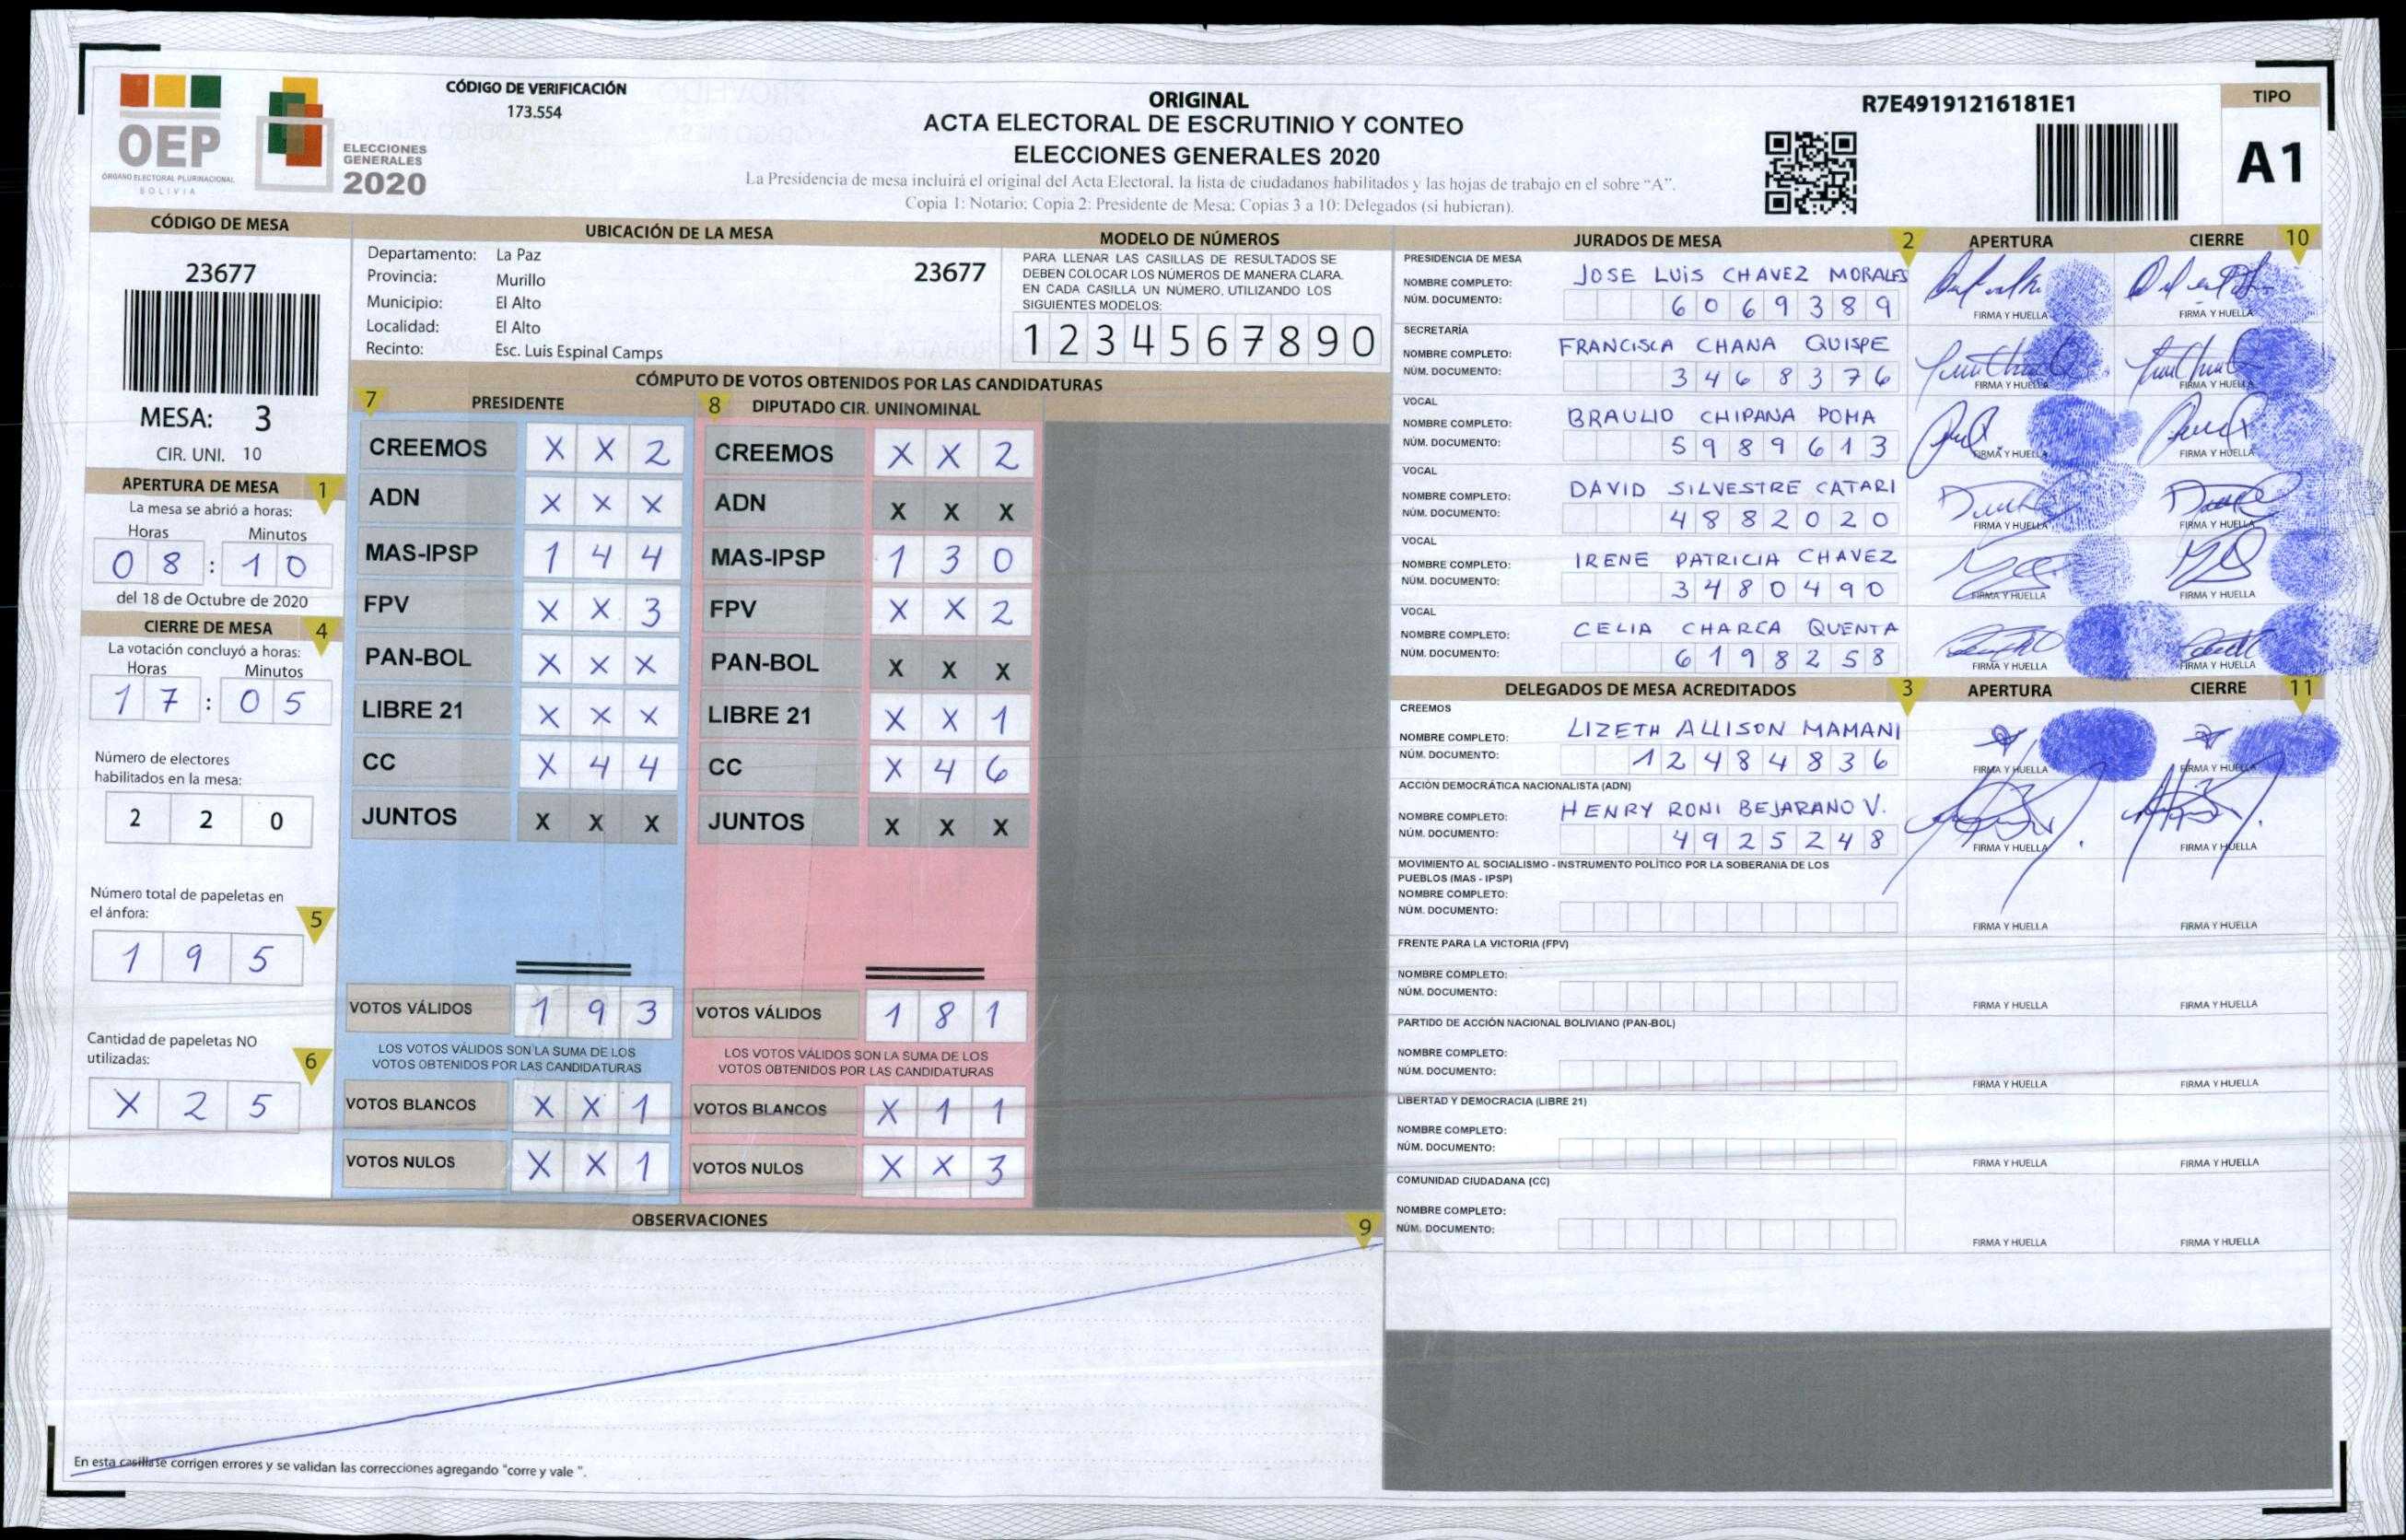 OEP
ÓRGANO ELECTORAL PLURINACIONAL
BOLIVIA
ELECCIONES
GENERALES
2020
CÓDIGO DE VERIFICACIÓN
173.554
ORIGINAL
ACTA ELECTORAL DE ESCRUTINIO Y CONTEO
ELECCIONES GENERALES 2020
La Presidencia de mesa incluirá el original del Acta Electoral, la lista de ciudadanos habilitados y las hojas de trabajo en el sobre “A”.
Copia 1: Notario; Copia 2: Presidente de Mesa; Copias 3 a 10: Delegados (si hubieran).
R7E49191216181E1
TIPO
A1
CÓDIGO DE MESA
23677
MESA: 3
CIR. UNI. 10
APERTURA DE MESA 1
La mesa se abrió a horas:
Horas Minutos
08 : 10
del 18 de Octubre de 2020
CIERRE DE MESA 4
La votación concluyó a horas:
Horas Minutos
17 : 05
Número de electores
habilitados en la mesa:
2 2 0
Número total de papeletas en
el ánfora: 5
1 9 5
Cantidad de papeletas NO
utilizadas: 6
X 2 5
UBICACIÓN DE LA MESA
Departamento: La Paz
Provincia: Murillo
Municipio: El Alto
Localidad: El Alto
Recinto: Esc. Luis Espinal Camps
23677
MODELO DE NÚMEROS
PARA LLENAR LAS CASILLAS DE RESULTADOS SE
DEBEN COLOCAR LOS NÚMEROS DE MANERA CLARA.
EN CADA CASILLA UN NÚMERO, UTILIZANDO LOS
SIGUIENTES MODELOS:
1 2 3 4 5 6 7 8 9 0
CÓMPUTO DE VOTOS OBTENIDOS POR LAS CANDIDATURAS
7 PRESIDENTE
CREEMOS X X 2
ADN X X X
MAS-IPSP 1 4 4
FPV X X 3
PAN-BOL X X X
LIBRE 21 X X X
CC X 4 4
JUNTOS X X X
VOTOS VÁLIDOS 1 9 3
LOS VOTOS VÁLIDOS SON LA SUMA DE LOS
VOTOS OBTENIDOS POR LAS CANDIDATURAS
VOTOS BLANCOS X X 1
VOTOS NULOS X X 1
8 DIPUTADO CIR. UNINOMINAL
CREEMOS X X 2
ADN X X X
MAS-IPSP 1 3 0
FPV X X 2
PAN-BOL X X X
LIBRE 21 X X 1
CC X 4 6
JUNTOS X X X
VOTOS VÁLIDOS 1 8 1
LOS VOTOS VÁLIDOS SON LA SUMA DE LOS
VOTOS OBTENIDOS POR LAS CANDIDATURAS
VOTOS BLANCOS X 1 1
VOTOS NULOS X X 3
OBSERVACIONES 9
En esta casilla se corrigen errores y se validan las correcciones agregando "corre y vale ".
JURADOS DE MESA 2 APERTURA CIERRE 10
PRESIDENCIA DE MESA
NOMBRE COMPLETO: JOSE LUIS CHAVEZ MORALES
NÚM. DOCUMENTO: 6069389
FIRMA Y HUELLA FIRMA Y HUELLA
SECRETARÍA
NOMBRE COMPLETO: FRANCISCA CHANA QUISPE
NÚM. DOCUMENTO: 3468376
FIRMA Y HUELLA FIRMA Y HUELLA
VOCAL
NOMBRE COMPLETO: BRAULIO CHIPANA POMA
NÚM. DOCUMENTO: 5989613
FIRMA Y HUELLA FIRMA Y HUELLA
VOCAL
NOMBRE COMPLETO: DAVID SILVESTRE CATARI
NÚM. DOCUMENTO: 4882020
FIRMA Y HUELLA FIRMA Y HUELLA
VOCAL
NOMBRE COMPLETO: IRENE PATRICIA CHAVEZ
NÚM. DOCUMENTO: 3480490
FIRMA Y HUELLA FIRMA Y HUELLA
VOCAL
NOMBRE COMPLETO: CELIA CHARCA QUENTA
NÚM. DOCUMENTO: 6198258
FIRMA Y HUELLA FIRMA Y HUELLA
DELEGADOS DE MESA ACREDITADOS 3 APERTURA CIERRE 11
CREEMOS
NOMBRE COMPLETO: LIZETH ALLISON MAMANI
NÚM. DOCUMENTO: 12484836
FIRMA Y HUELLA FIRMA Y HUELLA
ACCIÓN DEMOCRÁTICA NACIONALISTA (ADN)
NOMBRE COMPLETO: HENRY RONI BEJARANO V.
NÚM. DOCUMENTO: 4925248
FIRMA Y HUELLA FIRMA Y HUELLA
MOVIMIENTO AL SOCIALISMO - INSTRUMENTO POLÍTICO POR LA SOBERANIA DE LOS
PUEBLOS (MAS - IPSP)
NOMBRE COMPLETO:
NÚM. DOCUMENTO:
FIRMA Y HUELLA FIRMA Y HUELLA
FRENTE PARA LA VICTORIA (FPV)
NOMBRE COMPLETO:
NÚM. DOCUMENTO:
FIRMA Y HUELLA FIRMA Y HUELLA
PARTIDO DE ACCIÓN NACIONAL BOLIVIANO (PAN-BOL)
NOMBRE COMPLETO:
NÚM. DOCUMENTO:
FIRMA Y HUELLA FIRMA Y HUELLA
LIBERTAD Y DEMOCRACIA (LIBRE 21)
NOMBRE COMPLETO:
NÚM. DOCUMENTO:
FIRMA Y HUELLA FIRMA Y HUELLA
COMUNIDAD CIUDADANA (CC)
NOMBRE COMPLETO:
NÚM. DOCUMENTO:
FIRMA Y HUELLA FIRMA Y HUELLA